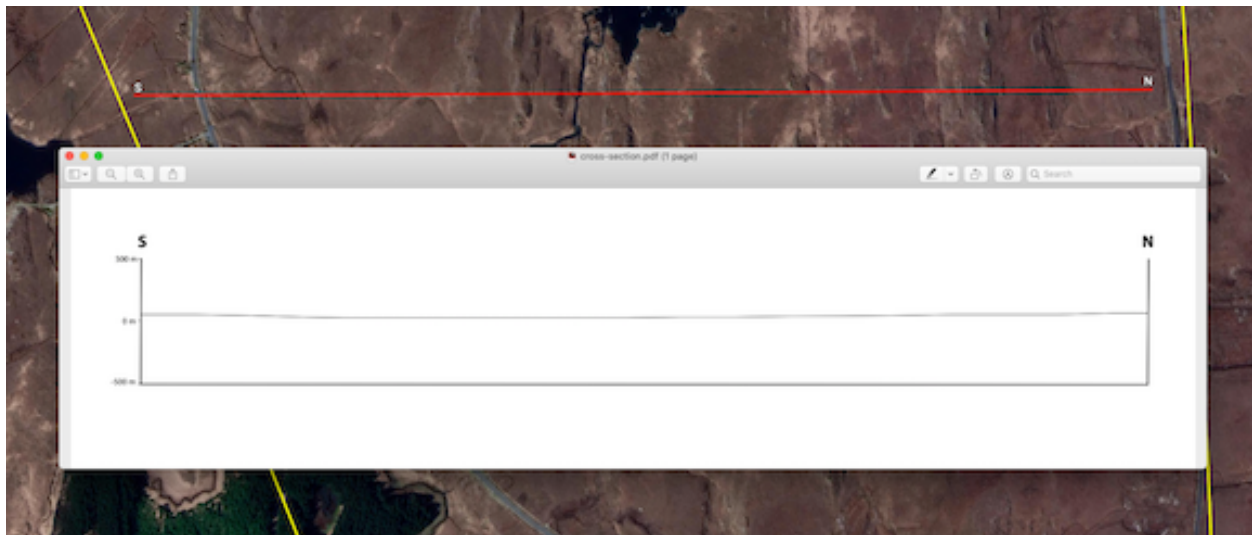 S
N
cross-section.pdf (1 page)
Search
S
N
500 m
0 m
-500 m